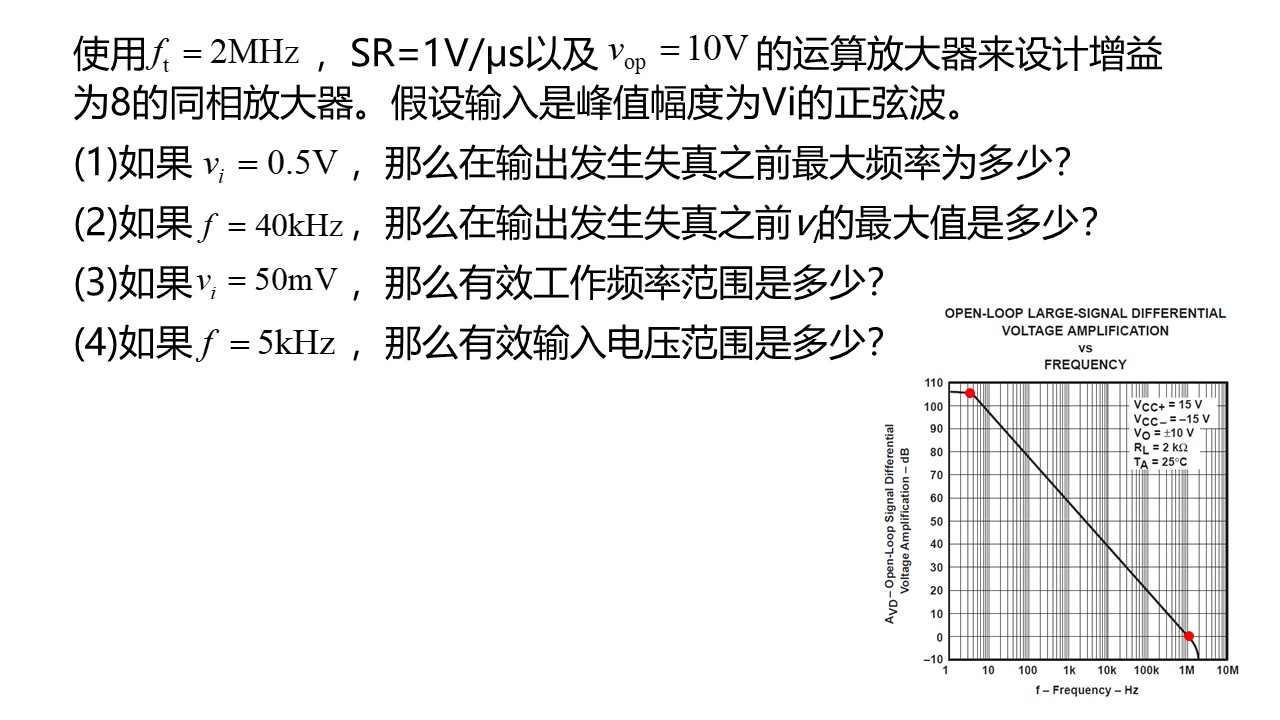 使用f_t = 2MHz ，SR=1V/μs以及 v_op = 10V 的运算放大器来设计增益
为8的同相放大器。假设输入是峰值幅度为Vi的正弦波。
(1)如果 v_i = 0.5V ，那么在输出发生失真之前最大频率为多少？
(2)如果 f = 40kHz ，那么在输出发生失真之前v_i的最大值是多少？
(3)如果 v_i = 50mV ，那么有效工作频率范围是多少？
(4)如果 f = 5kHz ，那么有效输入电压范围是多少？
OPEN-LOOP LARGE-SIGNAL DIFFERENTIAL
VOLTAGE AMPLIFICATION
vs
FREQUENCY
110
100
90
80
70
60
50
40
30
20
10
0
−10
VCC+ = 15 V
VCC− = −15 V
VO = ±10 V
RL = 2 kΩ
TA = 25°C
AVD – Open-Loop Signal Differential
Voltage Amplification – dB
1 10 100 1k 10k 100k 1M 10M
f – Frequency – Hz